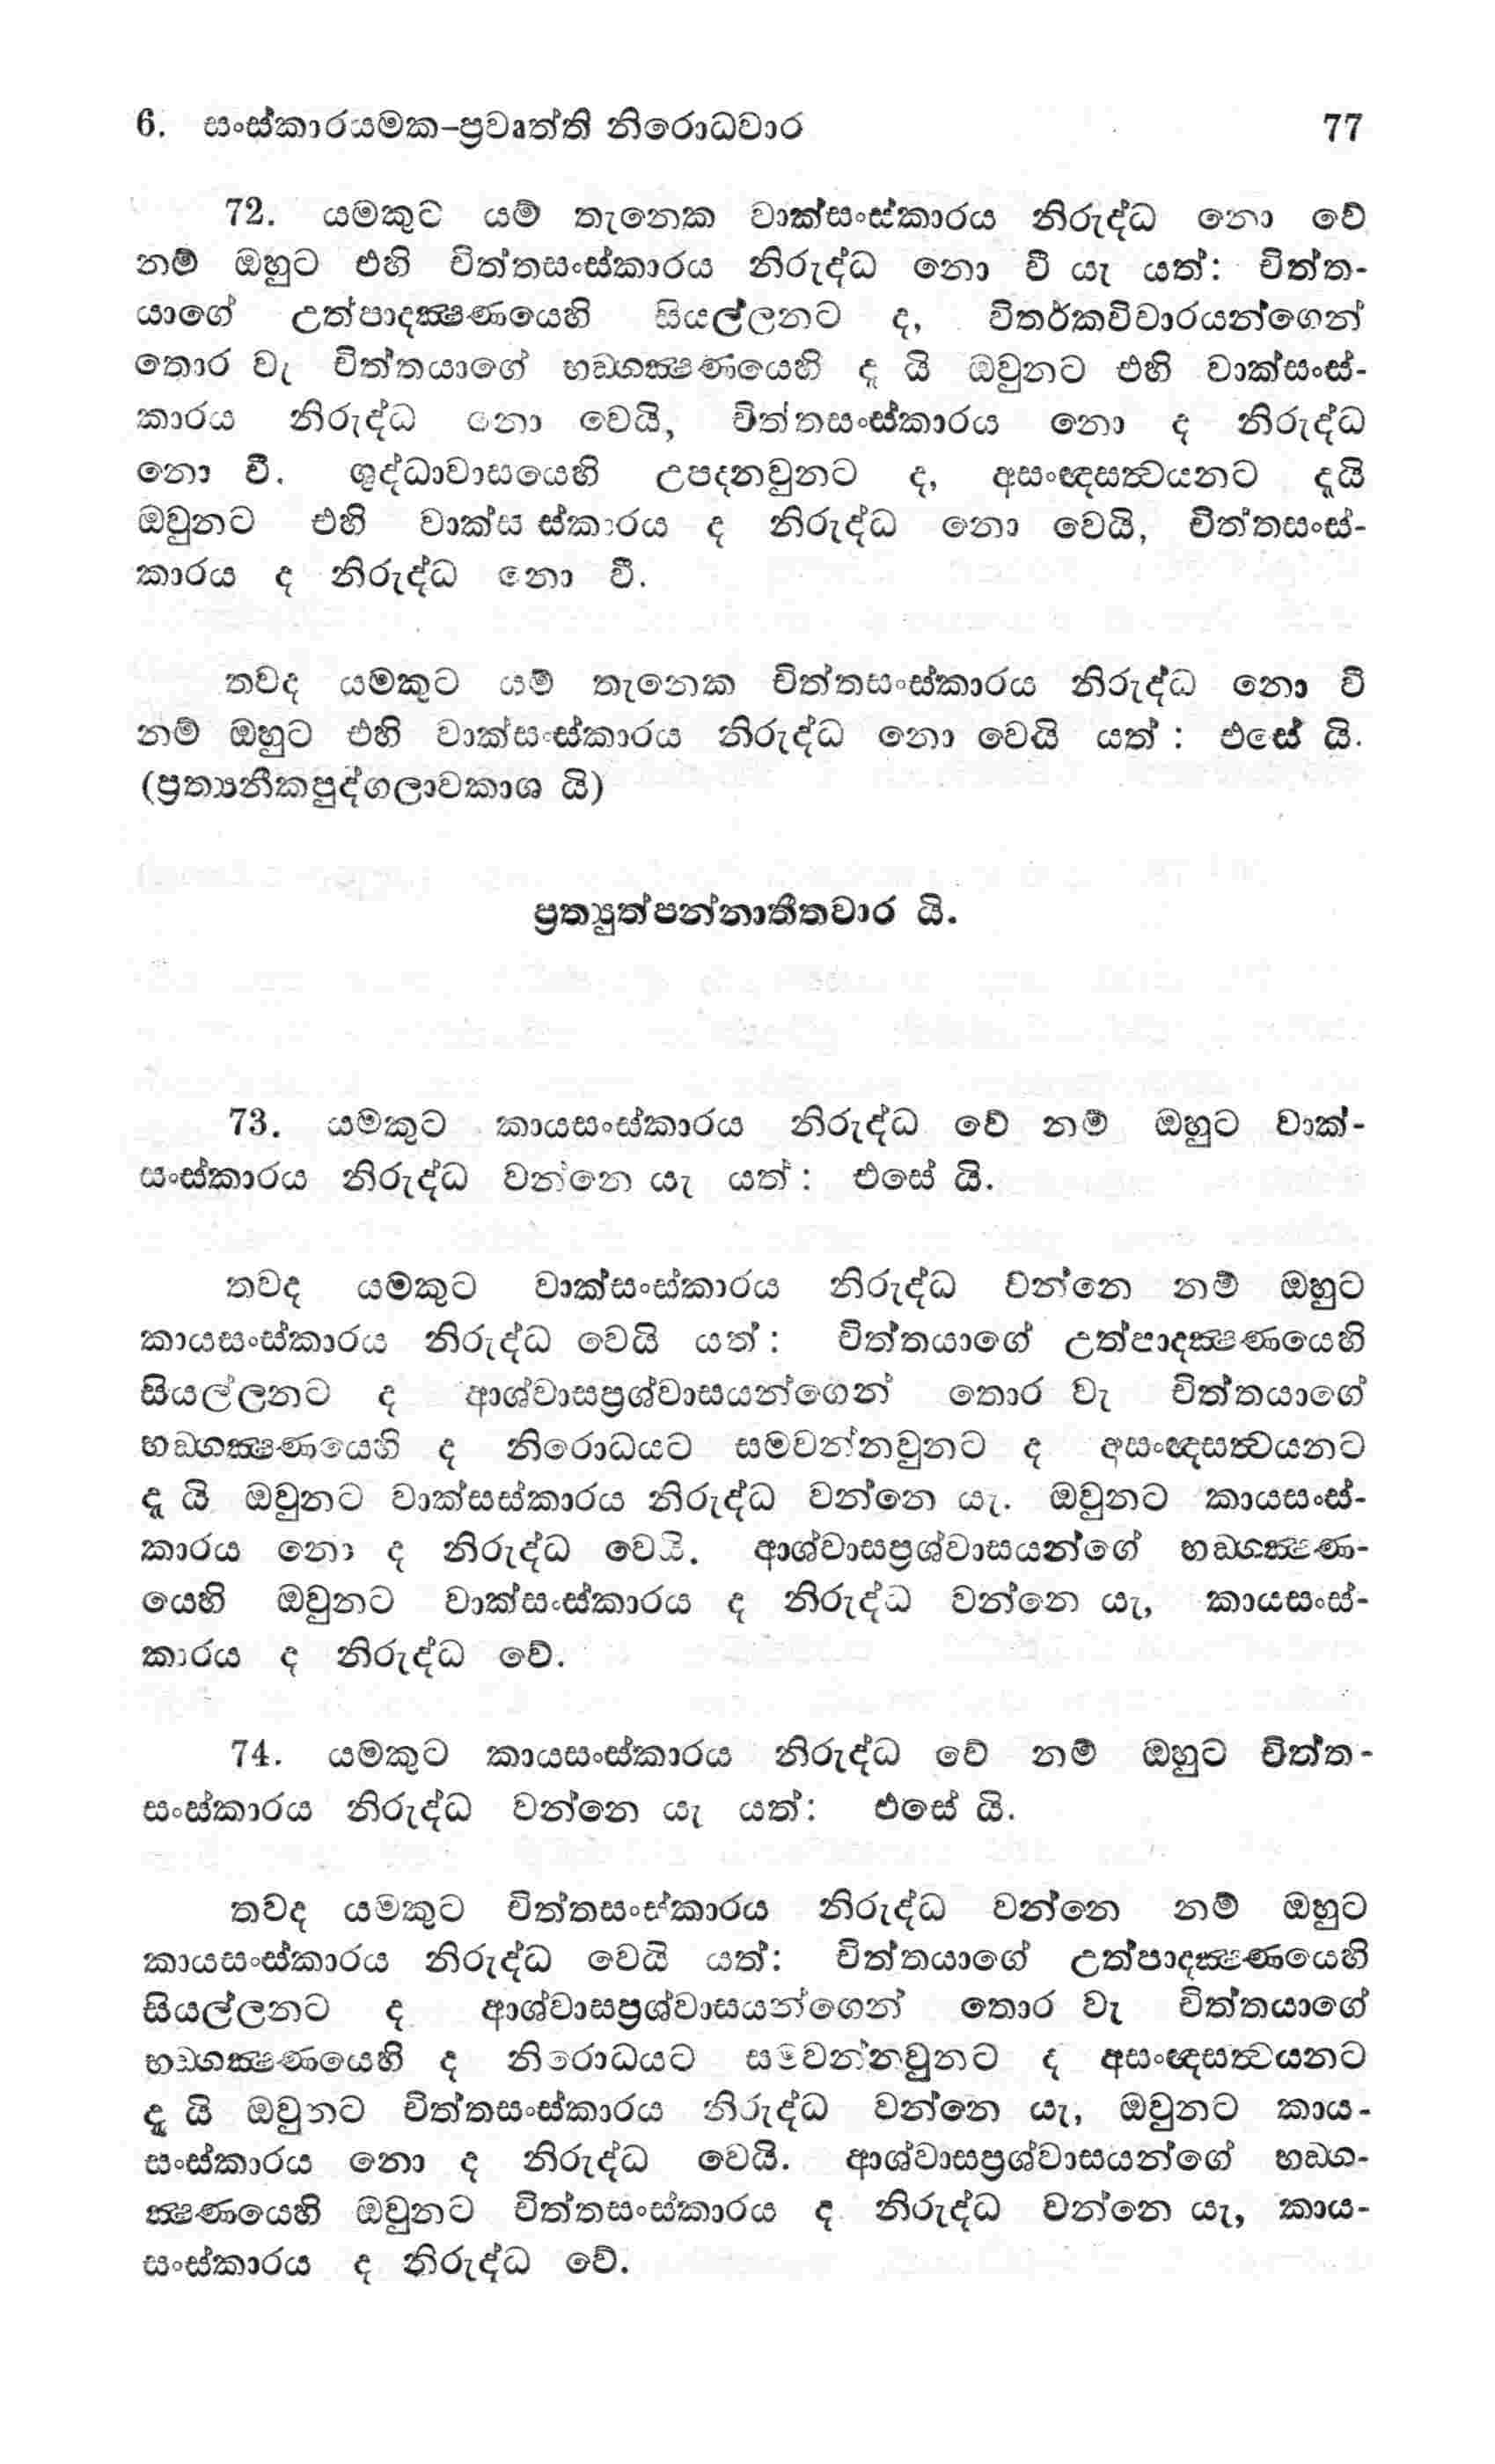 6. සංස්කාරයමක-ප්‍රවෘත්ති නිරොධවාර 77
72. යමකුට යම් තැනෙක වාක්සංස්කාරය නිරුද්ධ නො වේ
නම් ඔහුට එහි චිත්තසංස්කාරය නිරුද්ධ නො වී යැ යත්: චිත්ත-
යාගේ උත්පාදක්‍ෂණයෙහි සියල්ලනට ද, විතර්කවිචාරයන්ගෙන්
තොර වැ චිත්තයාගේ භඞ්ගක්‍ෂණයෙහි දැ යි ඔවුනට එහි වාක්සංස්-
කාරය නිරුද්ධ නො වෙයි, චිත්තසංස්කාරය නො ද නිරුද්ධ
නො වී. ශුද්ධාවාසයෙහි උපදනවුනට ද, අසංඥසත්‍වයනට දැයි
ඔවුනට එහි වාක්ස ස්කාරය ද නිරුද්ධ නො වෙයි, චිත්තසංස්-
කාරය ද නිරුද්ධ නො වී.
තවද යමකුට යම් තැනෙක චිත්තසංස්කාරය නිරුද්ධ නො වී
නම් ඔහුට එහි වාක්සංස්කාරය නිරුද්ධ නො වෙයි යත් : එසේ යි.
(ප්‍රත්‍යනීකපුද්ගලාවකාශ යි)
ප්‍රත්‍යුත්පන්නාතීතවාර යි.
73. යමකුට කායසංස්කාරය නිරුද්ධ වේ නම් ඔහුට වාක්-
සංස්කාරය නිරුද්ධ වන්නෙ යැ යත් : එසේ යි.
තවද යමකුට වාක්සංස්කාරය නිරුද්ධ වන්නෙ නම් ඔහුට
කායසංස්කාරය නිරුද්ධ වෙයි යත් : චිත්තයාගේ උත්පාදක්‍ෂණයෙහි
සියල්ලනට ද ආශ්වාසප්‍රශ්වාසයන්ගෙන් තොර වැ චිත්තයාගේ
භඞ්ගක්‍ෂණයෙහි ද නිරොධයට සමවන්නවුනට ද අසංඥසත්‍වයනට
දැ යි ඔවුනට වාක්සස්කාරය නිරුද්ධ වන්නෙ යැ. ඔවුනට කායසංස්-
කාරය නො ද නිරුද්ධ වෙයි. ආශ්වාසප්‍රශ්වාසයන්ගේ භඞ්ගක්‍ෂණ-
යෙහි ඔවුනට වාක්සංස්කාරය ද නිරුද්ධ වන්නෙ යැ, කායසංස්-
කාරය ද නිරුද්ධ වේ.
74. යමකුට කායසංස්කාරය නිරුද්ධ වේ නම් ඔහුට චිත්ත-
සංස්කාරය නිරුද්ධ වන්නෙ යැ යත්: එසේ යි.
තවද යමකුට චිත්තසංස්කාරය නිරුද්ධ වන්නෙ නම් ඔහුට
කායසංස්කාරය නිරුද්ධ වෙයි යත්: චිත්තයාගේ උත්පාදක්‍ෂණයෙහි
සියල්ලනට ද ආශ්වාසප්‍රශ්වාසයන්ගෙන් තොර වැ චිත්තයාගේ
භඞ්ගක්‍ෂණයෙහි ද නිරොධයට සමවන්නවුනට ද අසංඥසත්‍වයනට
දැ යි ඔවුනට චිත්තසංස්කාරය නිරුද්ධ වන්නෙ යැ, ඔවුනට කාය-
සංස්කාරය නො ද නිරුද්ධ වෙයි. ආශ්වාසප්‍රශ්වාසයන්ගේ භඞ්ග-
ක්‍ෂණයෙහි ඔවුනට චිත්තසංස්කාරය ද නිරුද්ධ වන්නෙ යැ, කාය-
සංස්කාරය ද නිරුද්ධ වේ.